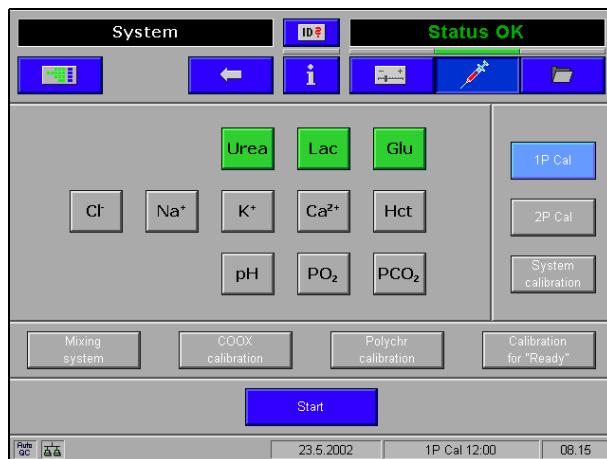 System ID? Status OK
i - +
Urea Lac Glu
1P Cal
Cl⁻ Na⁺ K⁺ Ca²⁺ Hct
2P Cal
pH PO₂ PCO₂
System
calibration
Mixing
system
COOX
calibration
Polychr
calibration
Calibration
for "Ready"
Start
Auto
QC
23.5.2002 1P Cal 12:00 08.15